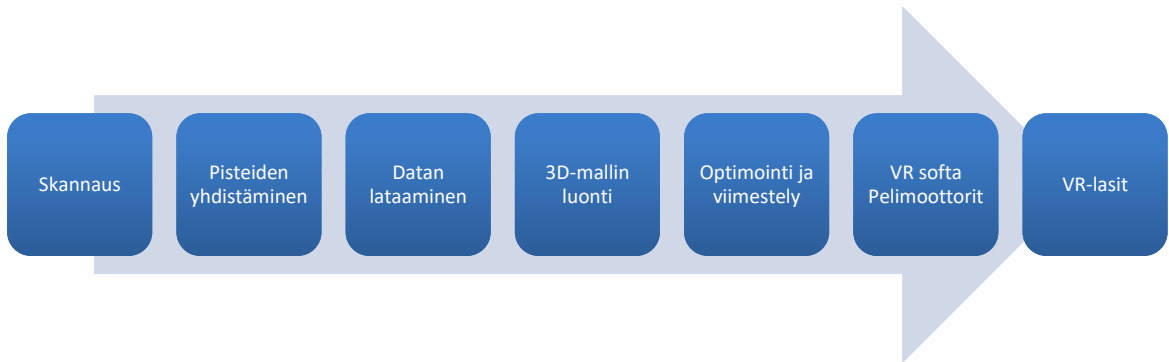 Skannaus
Pisteiden
yhdistäminen
Datan
lataaminen
3D-mallin
luonti
Optimointi ja
viimestely
VR softa
Pelimoottorit
VR-lasit